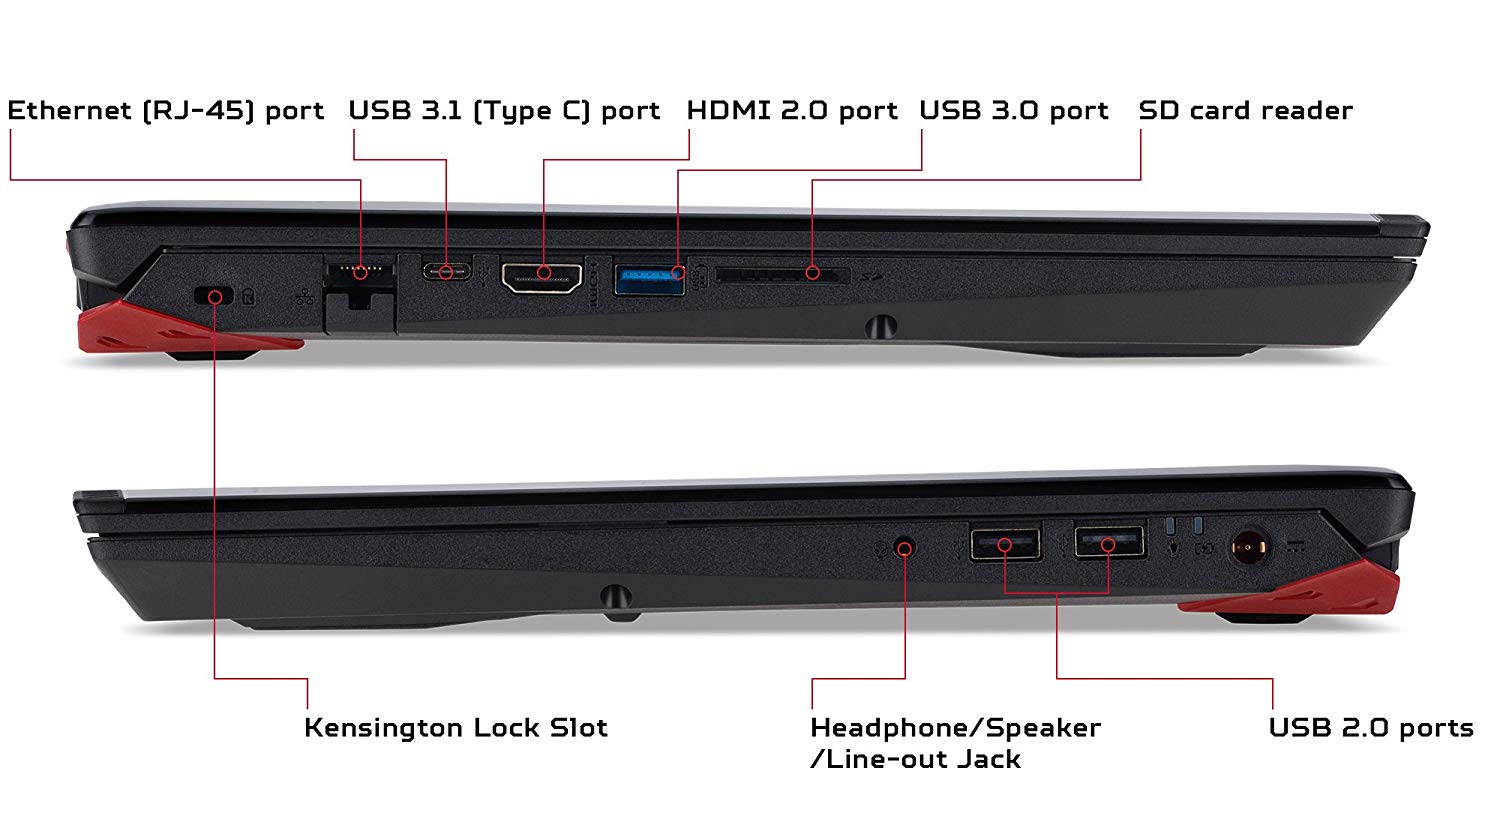 Ethernet (RJ-45) port
USB 3.1 (Type C) port
HDMI 2.0 port
USB 3.0 port
SD card reader
HDMI
Kensington Lock Slot
Headphone/Speaker
/Line-out Jack
USB 2.0 ports